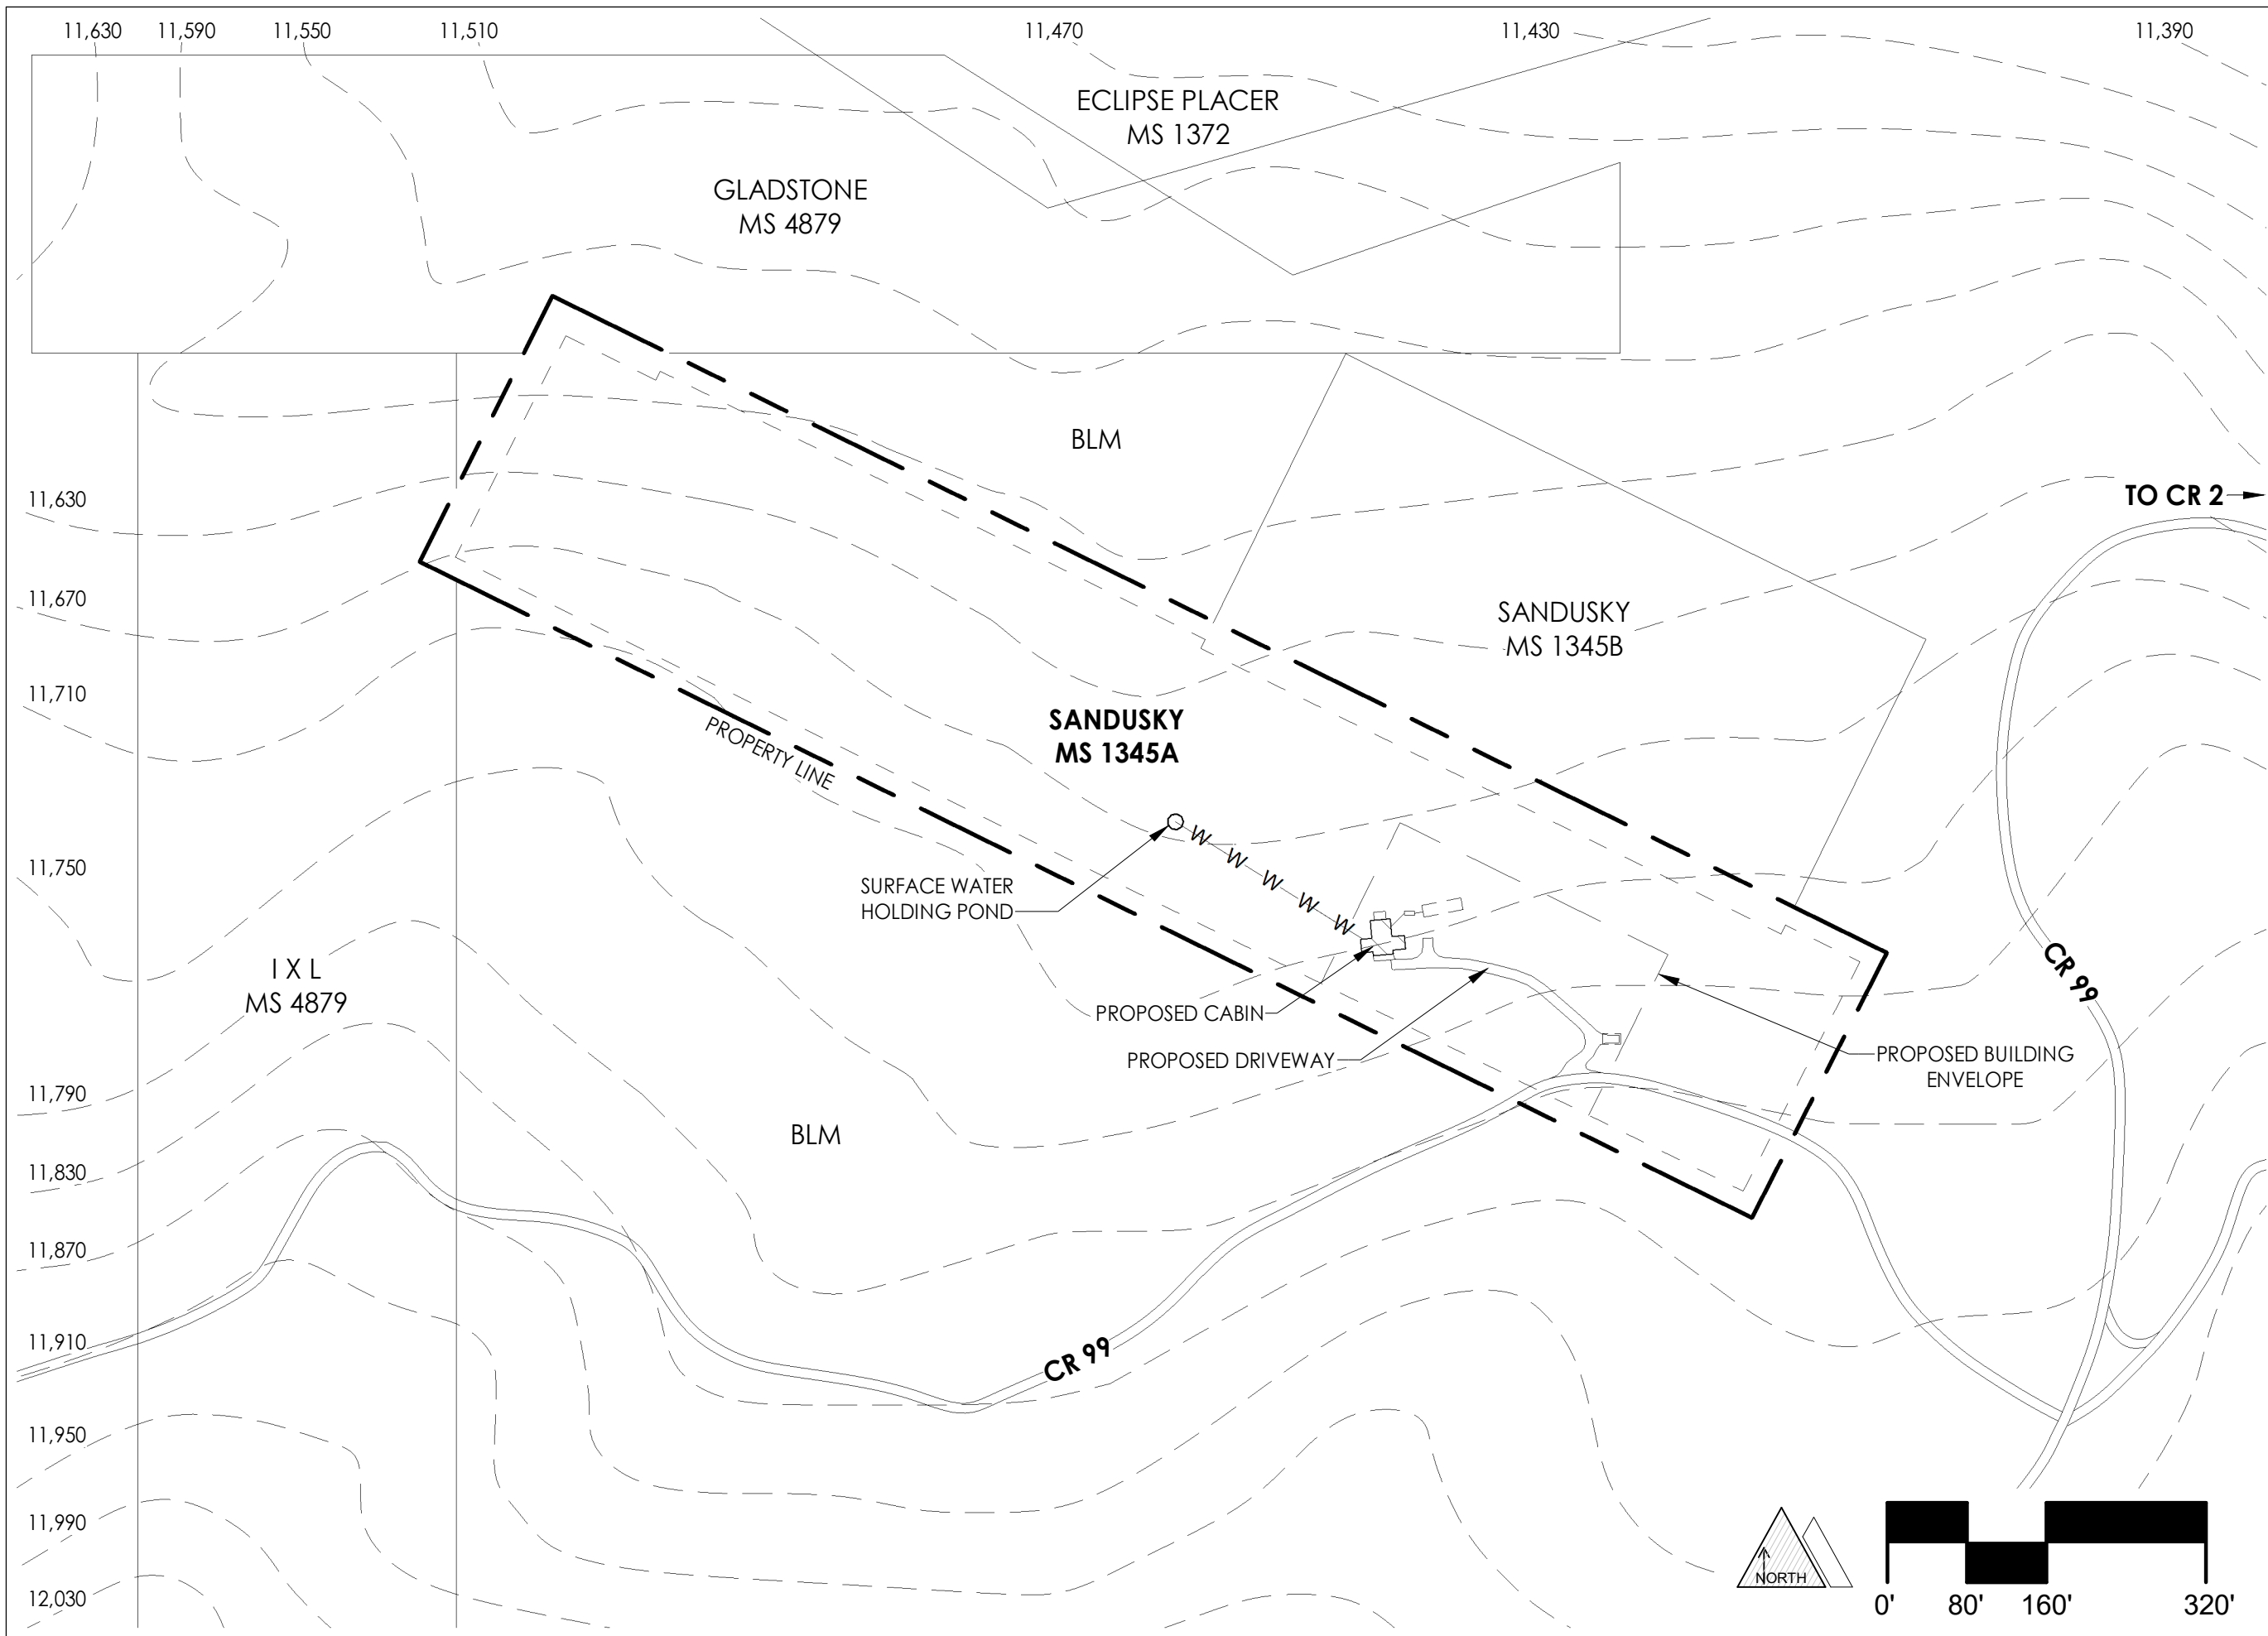 11,630 11,590 11,550 11,510 11,470 11,430 11,390
ECLIPSE PLACER
MS 1372
GLADSTONE
MS 4879
BLM
11,630
TO CR 2
11,670
SANDUSKY
MS 1345B
11,710
SANDUSKY
MS 1345A
PROPERTY LINE
W W W W W
11,750
SURFACE WATER
HOLDING POND
I X L
MS 4879
CR 99
PROPOSED CABIN
PROPOSED DRIVEWAY
PROPOSED BUILDING
ENVELOPE
11,790
BLM
11,830
11,870
11,910
CR 99
11,950
11,990
NORTH
12,030
0' 80' 160' 320'